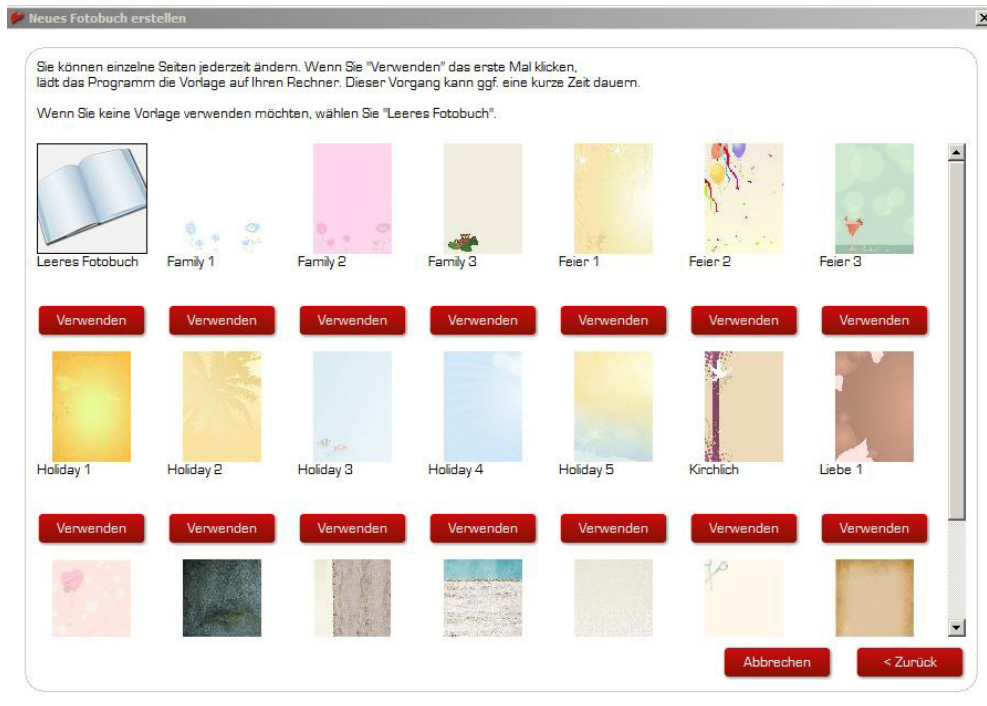 Neues Fotobuch erstellen
Sie können einzelne Seiten jederzeit ändern. Wenn Sie "Verwenden" das erste Mal klicken,
lädt das Programm die Vorlage auf Ihren Rechner. Dieser Vorgang kann ggf. eine kurze Zeit dauern.
Wenn Sie keine Vorlage verwenden möchten, wählen Sie "Leeres Fotobuch".
Leeres Fotobuch Family 1 Family 2 Family 3 Feier 1 Feier 2 Feier 3
Verwenden Verwenden Verwenden Verwenden Verwenden Verwenden Verwenden
Holiday 1 Holiday 2 Holiday 3 Holiday 4 Holiday 5 Kirchlich Liebe 1
Verwenden Verwenden Verwenden Verwenden Verwenden Verwenden Verwenden
Abbrechen < Zurück